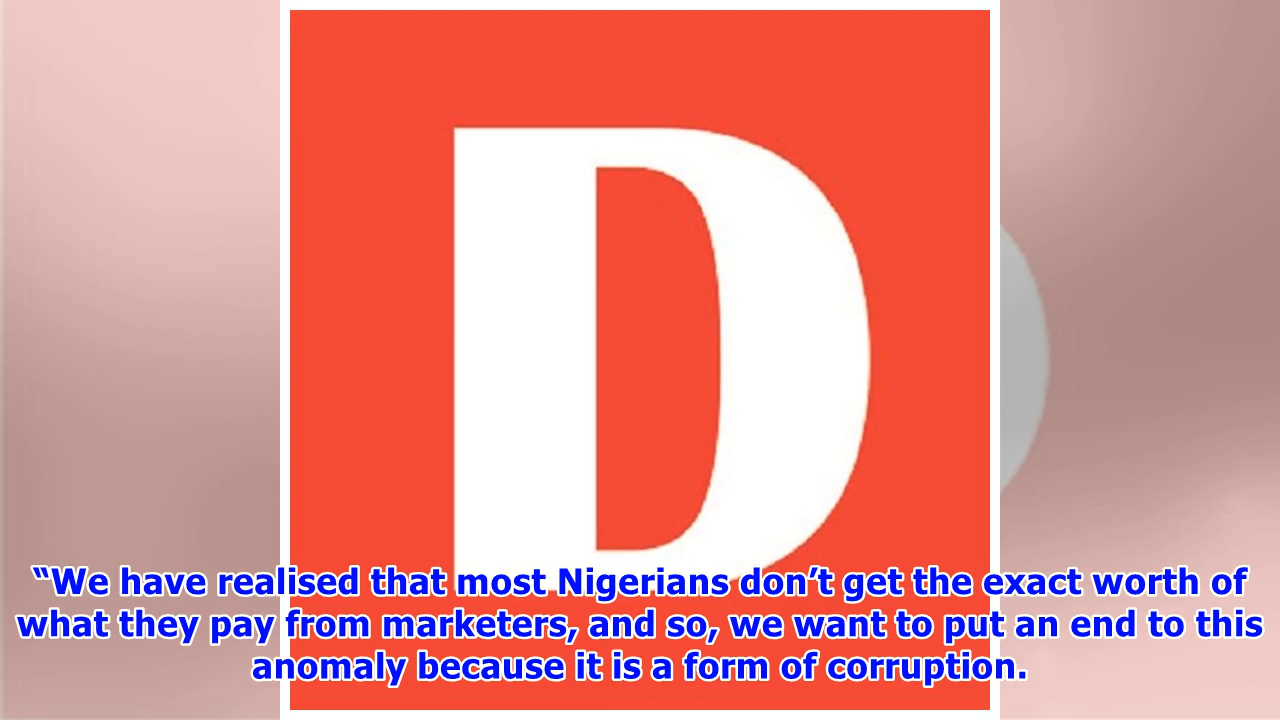 D
“We have realised that most Nigerians don’t get the exact worth of
what they pay from marketers, and so, we want to put an end to this
anomaly because it is a form of corruption.